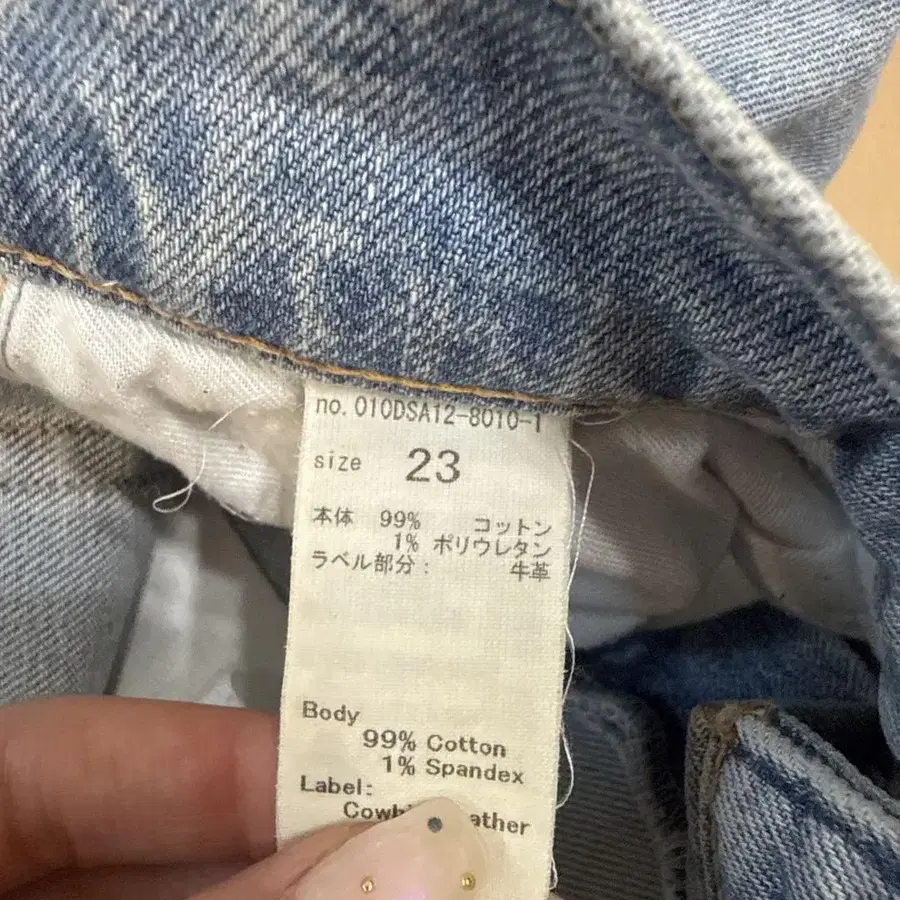 no. 010DSA12-8010-1
size 23
本体 99% コットン
1% ポリウレタン
ラベル部分: 牛革
Body
99% Cotton
1% Spandex
Label: